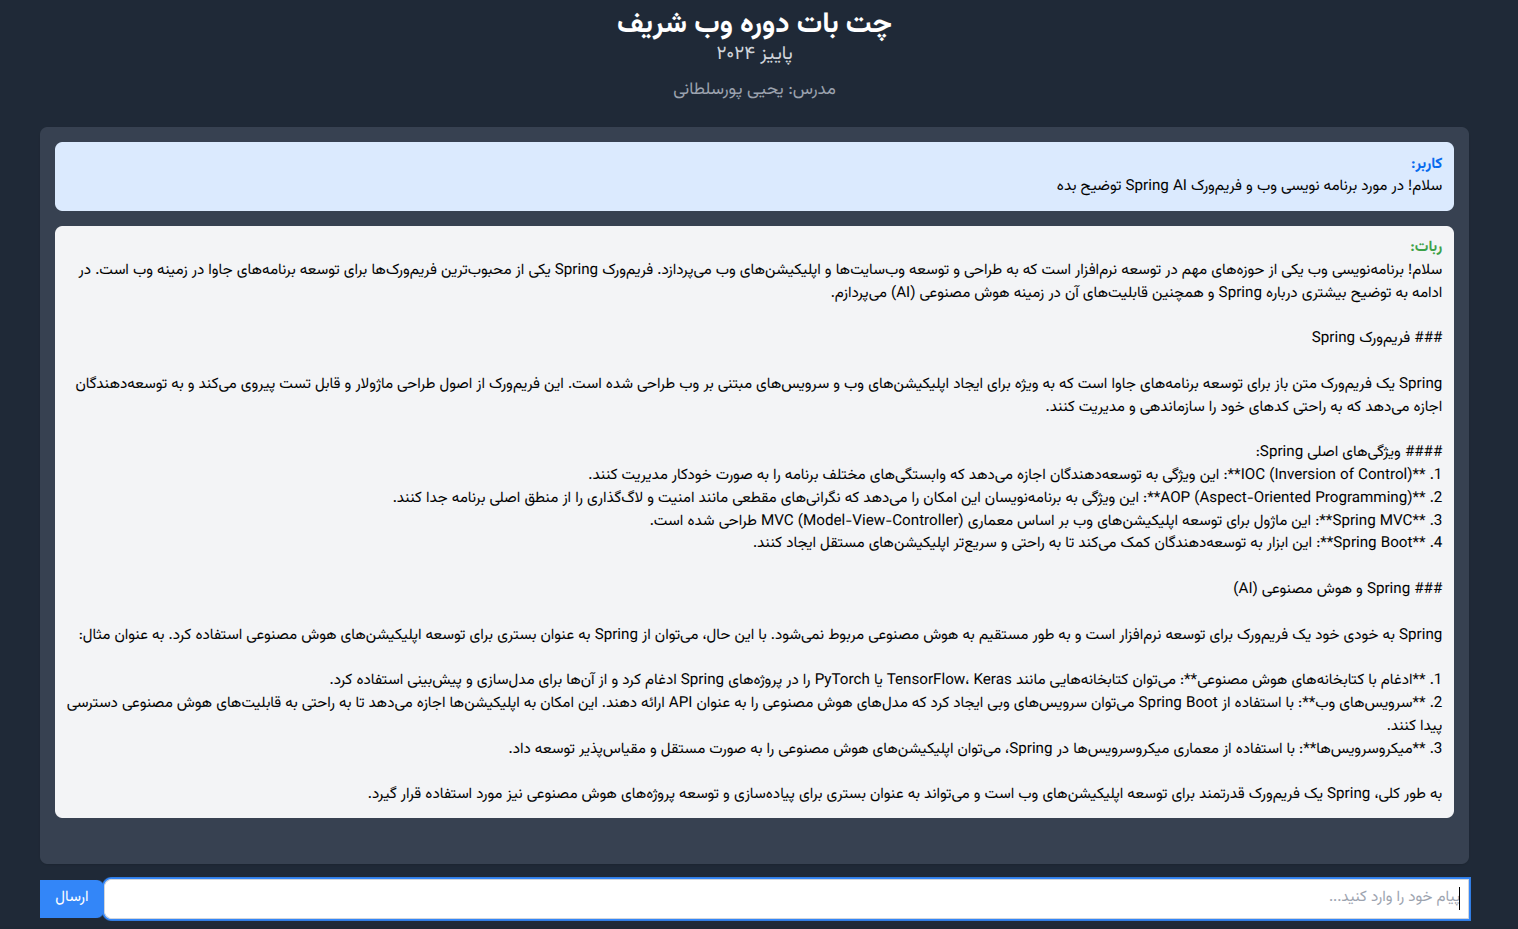 چت بات دوره وب شریف
پاییز ۲۰۲۴
مدرس: یحیی پورسلطانی
کاربر:
سلام! در مورد برنامه نویسی وب و فریم‌ورک Spring AI توضیح بده
ربات:
سلام! برنامه‌نویسی وب یکی از حوزه‌های مهم در توسعه نرم‌افزار است که به طراحی و توسعه وب‌سایت‌ها و اپلیکیشن‌های وب می‌پردازد. فریم‌ورک Spring یکی از محبوب‌ترین فریم‌ورک‌ها برای توسعه برنامه‌های جاوا در زمینه وب است. در
ادامه به توضیح بیشتری درباره Spring و همچنین قابلیت‌های آن در زمینه هوش مصنوعی (AI) می‌پردازم.
### فریم‌ورک Spring
Spring یک فریم‌ورک متن باز برای توسعه برنامه‌های جاوا است که به ویژه برای ایجاد اپلیکیشن‌های وب و سرویس‌های مبتنی بر وب طراحی شده است. این فریم‌ورک از اصول طراحی ماژولار و قابل تست پیروی می‌کند و به توسعه‌دهندگان
اجازه می‌دهد که به راحتی کدهای خود را سازماندهی و مدیریت کنند.
#### ویژگی‌های اصلی Spring:
1. **IOC (Inversion of Control)**: این ویژگی به توسعه‌دهندگان اجازه می‌دهد که وابستگی‌های مختلف برنامه را به صورت خودکار مدیریت کنند.
2. **AOP (Aspect-Oriented Programming)**: این ویژگی به برنامه‌نویسان این امکان را می‌دهد که نگرانی‌های مقطعی مانند امنیت و لاگ‌گذاری را از منطق اصلی برنامه جدا کنند.
3. **Spring MVC**: این ماژول برای توسعه اپلیکیشن‌های وب بر اساس معماری MVC (Model-View-Controller) طراحی شده است.
4. **Spring Boot**: این ابزار به توسعه‌دهندگان کمک می‌کند تا به راحتی و سریع‌تر اپلیکیشن‌های مستقل ایجاد کنند.
### Spring و هوش مصنوعی (AI)
Spring به خودی خود یک فریم‌ورک برای توسعه نرم‌افزار است و به طور مستقیم به هوش مصنوعی مربوط نمی‌شود. با این حال، می‌توان از Spring به عنوان بستری برای توسعه اپلیکیشن‌های هوش مصنوعی استفاده کرد. به عنوان مثال:
1. **ادغام با کتابخانه‌های هوش مصنوعی**: می‌توان کتابخانه‌هایی مانند TensorFlow، Keras یا PyTorch را در پروژه‌های Spring ادغام کرد و از آن‌ها برای مدل‌سازی و پیش‌بینی استفاده کرد.
2. **سرویس‌های وب**: با استفاده از Spring Boot می‌توان سرویس‌های وبی ایجاد کرد که مدل‌های هوش مصنوعی را به عنوان API ارائه دهند. این امکان به اپلیکیشن‌ها اجازه می‌دهد تا به راحتی به قابلیت‌های هوش مصنوعی دسترسی
پیدا کنند.
3. **میکروسرویس‌ها**: با استفاده از معماری میکروسرویس‌ها در Spring، می‌توان اپلیکیشن‌های هوش مصنوعی را به صورت مستقل و مقیاس‌پذیر توسعه داد.
به طور کلی، Spring یک فریم‌ورک قدرتمند برای توسعه اپلیکیشن‌های وب است و می‌تواند به عنوان بستری برای پیاده‌سازی و توسعه پروژه‌های هوش مصنوعی نیز مورد استفاده قرار گیرد.
پیام خود را وارد کنید...
ارسال